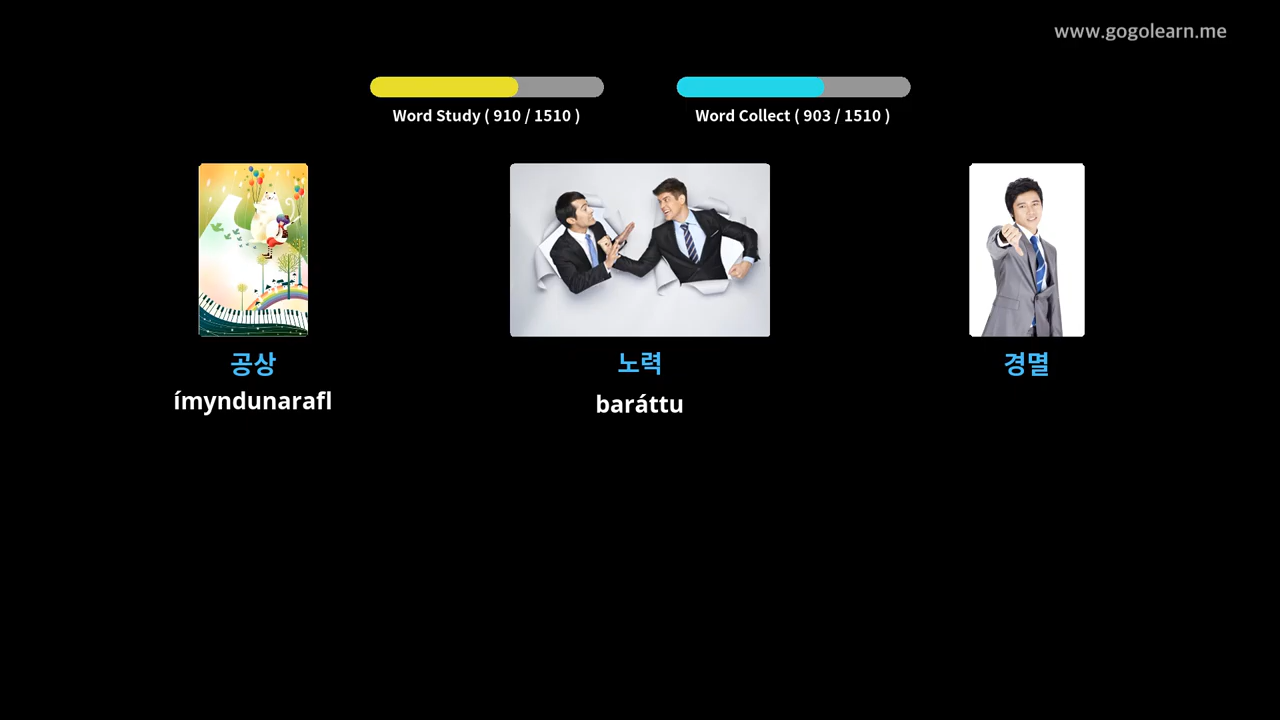 www.gogolearn.me
Word Study ( 910 / 1510 )
Word Collect ( 903 / 1510 )
공상
노력
경멸
ímyndunarafl
baráttu